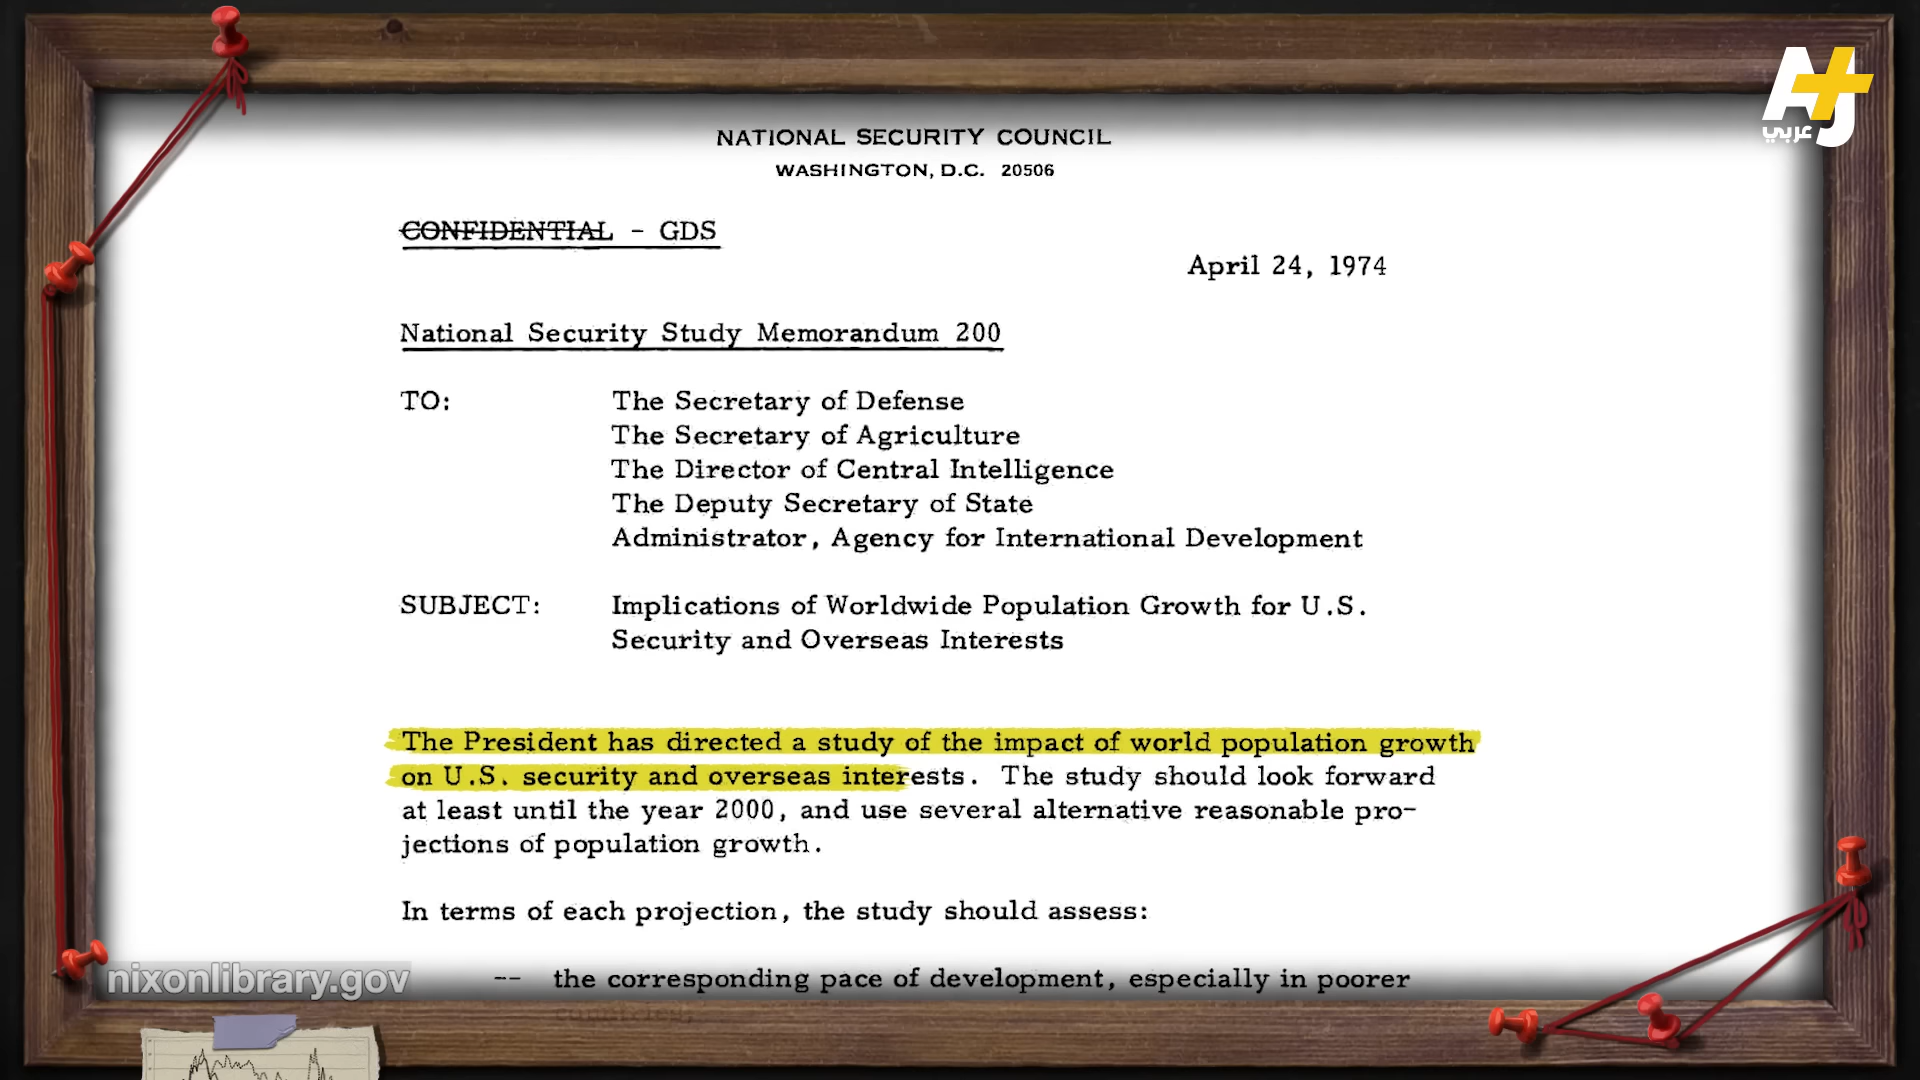 AJ+
عربي
NATIONAL SECURITY COUNCIL
WASHINGTON, D.C. 20506
CONFIDENTIAL - GDS
April 24, 1974
National Security Study Memorandum 200
TO: The Secretary of Defense
The Secretary of Agriculture
The Director of Central Intelligence
The Deputy Secretary of State
Administrator, Agency for International Development
SUBJECT: Implications of Worldwide Population Growth for U.S.
Security and Overseas Interests
The President has directed a study of the impact of world population growth
on U.S. security and overseas interests. The study should look forward
at least until the year 2000, and use several alternative reasonable pro-
jections of population growth.
In terms of each projection, the study should assess:
-- the corresponding pace of development, especially in poorer
countries;
nixonlibrary.gov